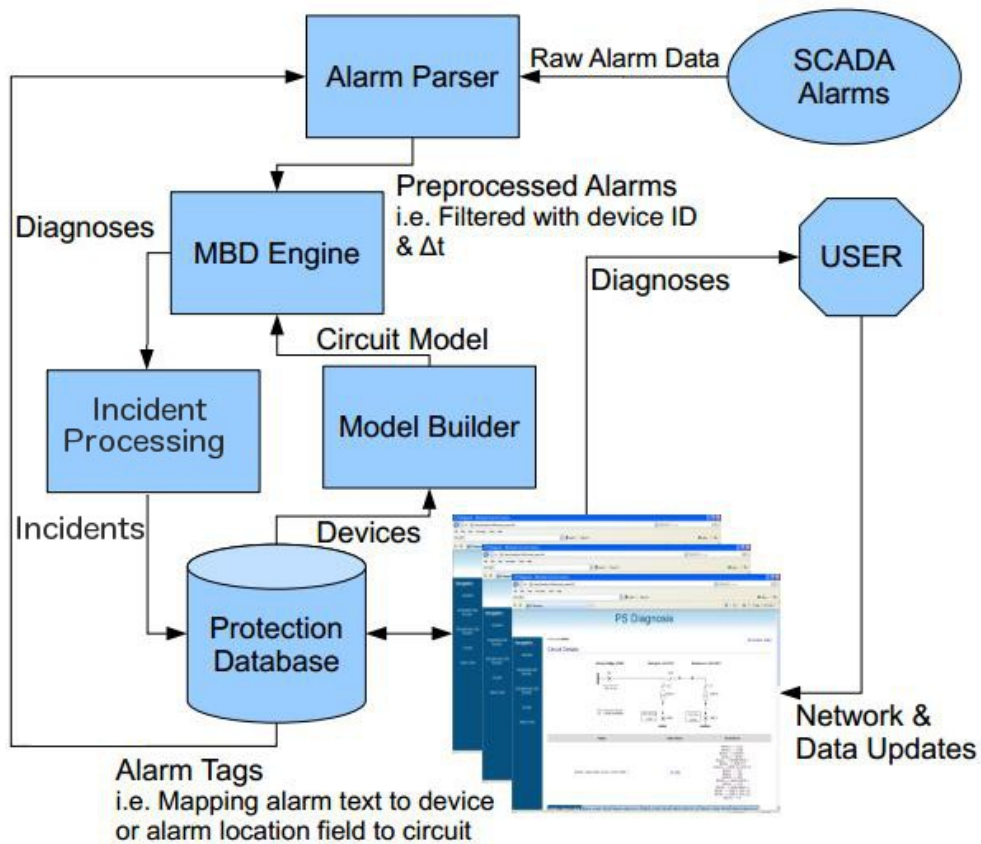 Raw Alarm Data
SCADA
Alarms
Alarm Parser
Preprocessed Alarms
i.e. Filtered with device ID
& Δt
Diagnoses
MBD Engine
USER
Diagnoses
Circuit Model
Incident
Processing
Model Builder
Incidents
Devices
Protection
Database
PS Diagnosis
Circuit Details
Network &
Data Updates
Alarm Tags
i.e. Mapping alarm text to device
or alarm location field to circuit